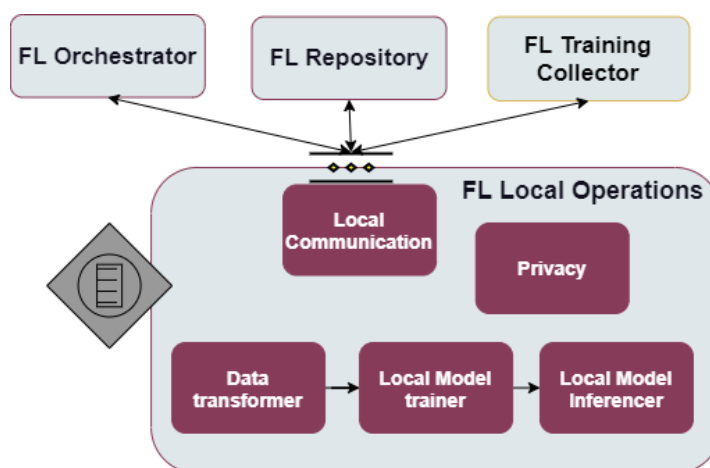 FL Orchestrator
FL Repository
FL Training
Collector
FL Local Operations
Local
Communication
Privacy
Data
transformer
Local Model
trainer
Local Model
Inferencer